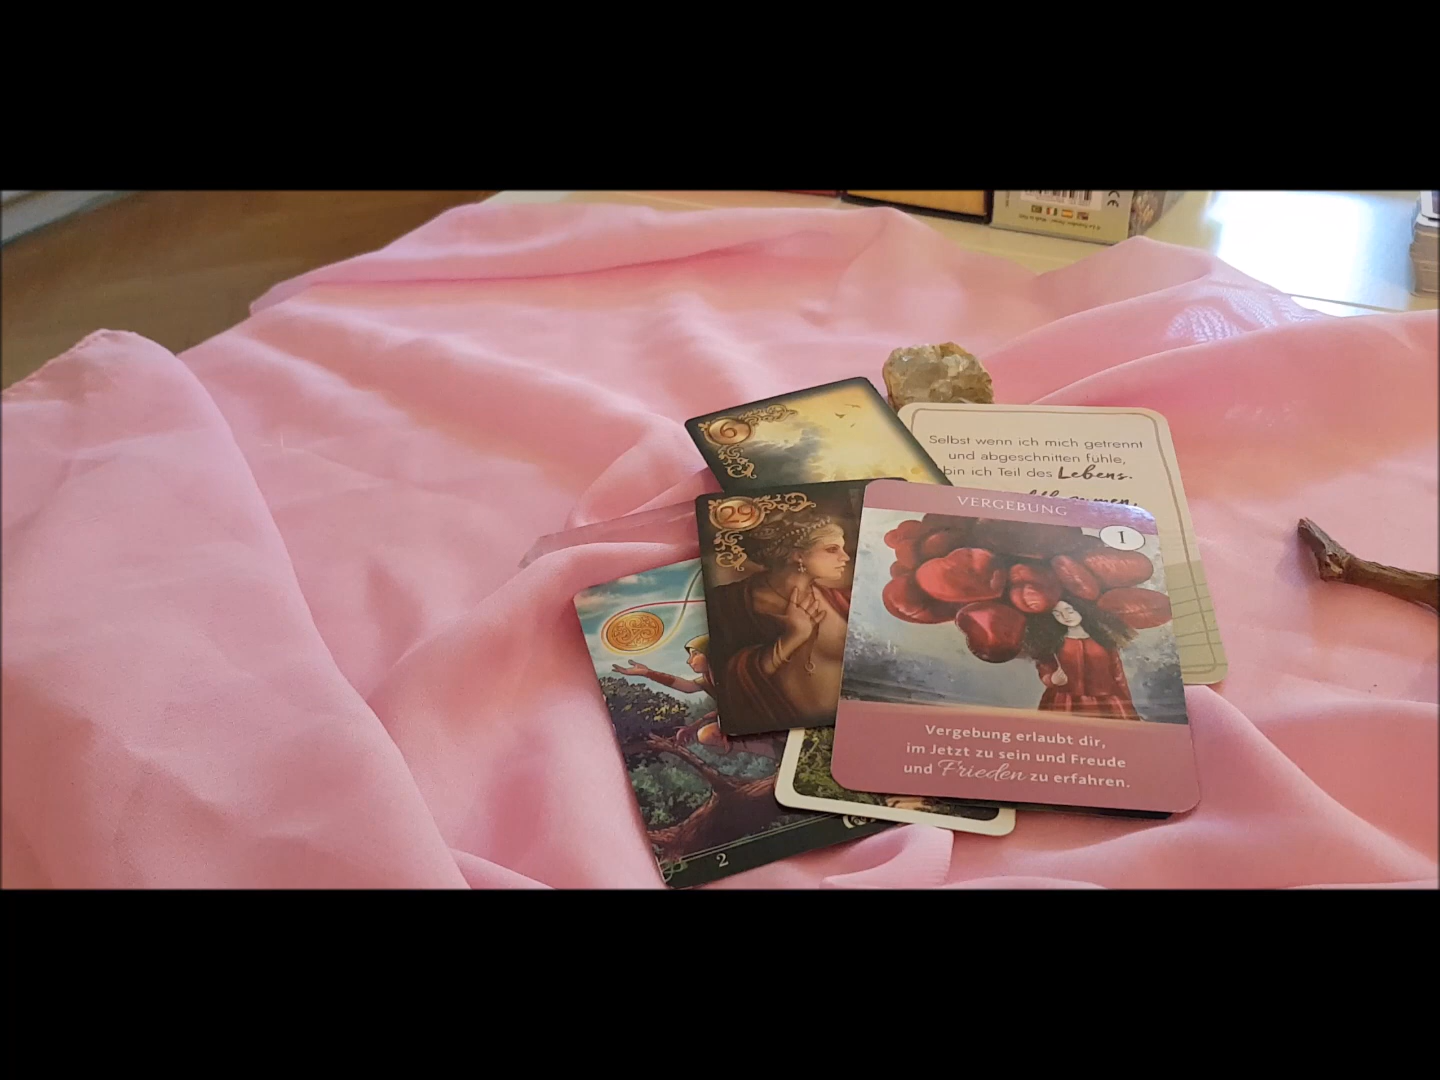 6
Selbst wenn ich mich getrennt
und abgeschnitten fühle,
bin ich Teil des Lebens.
29
VERGEBUNG
1
Vergebung erlaubt dir,
im Jetzt zu sein und Freude
und Frieden zu erfahren.
2